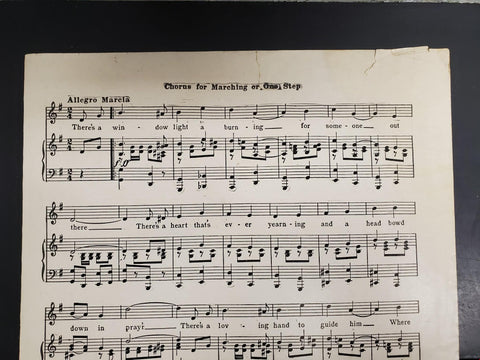 Chorus for Marching or One Step
Allegro Marcia
There's a win- dow light a burn- ing for some- one out
there There's a heart that's ev- er yearn- ing and a head bowd
down in pray'r There's a lov- ing hand to guide him Where